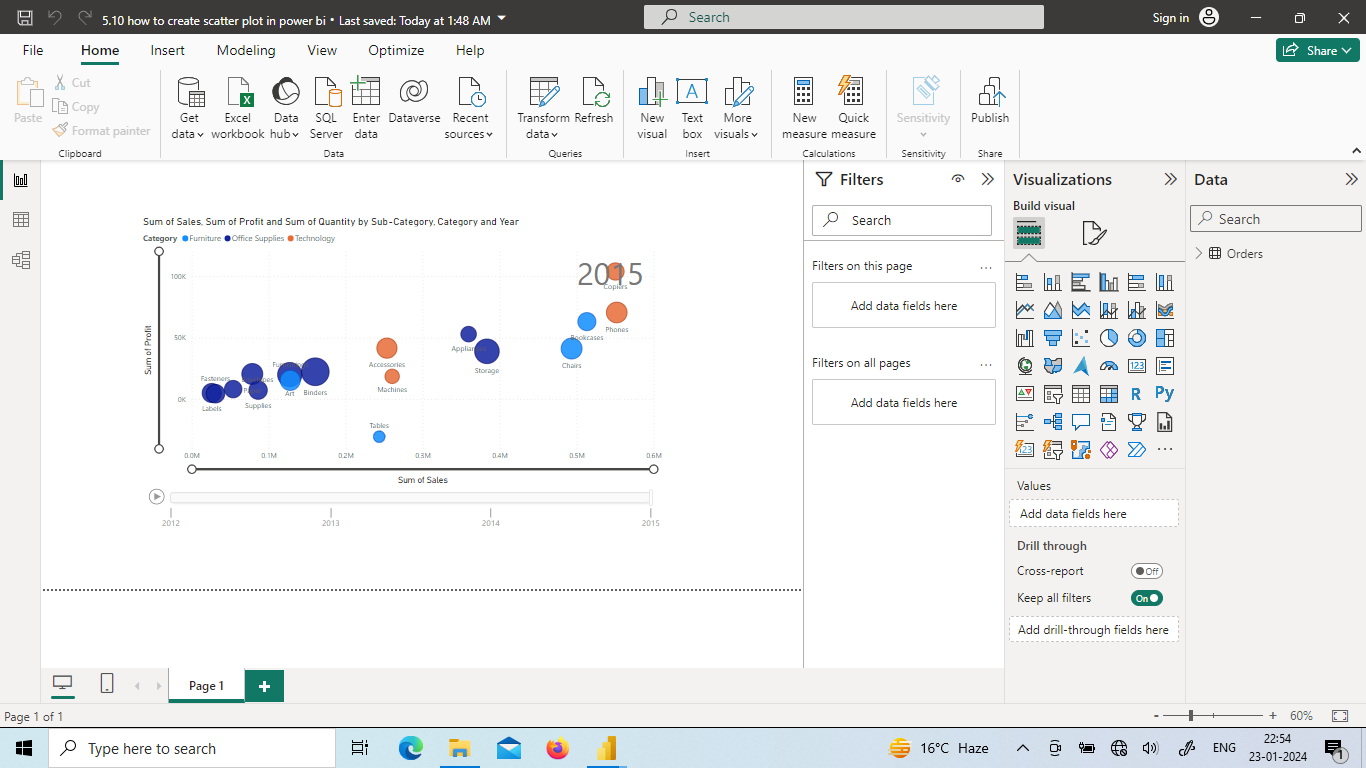 5.10 how to create scatter plot in power bi • Last saved: Today at 1:48 AM
Search
Sign in
File
Home
Insert
Modeling
View
Optimize
Help
Share
Paste
Cut
Copy
Format painter
Clipboard
Get data
Excel workbook
Data hub
SQL Server
Enter data
Dataverse
Recent sources
Data
Transform data
Refresh
Queries
New visual
Text box
More visuals
Insert
New measure
Quick measure
Calculations
Sensitivity
Sensitivity
Publish
Share
Sum of Sales, Sum of Profit and Sum of Quantity by Sub-Category, Category and Year
Category Furniture Office Supplies Technology
2015
100K
50K
0K
Sum of Profit
Copiers
Phones
Bookcases
Chairs
Storage
Accessories
Machines
Binders
Art
Fasteners
Labels
Supplies
Tables
0.0M
0.1M
0.2M
0.3M
0.4M
0.5M
0.6M
Sum of Sales
2012
2013
2014
2015
Filters
Search
Filters on this page
Add data fields here
Filters on all pages
Add data fields here
Visualizations
Build visual
123
R
Py
123
Values
Add data fields here
Drill through
Cross-report
Off
Keep all filters
On
Add drill-through fields here
Data
Search
Orders
Page 1
Page 1 of 1
- + 60%
Type here to search
16°C Haze
ENG
22:54
23-01-2024
1